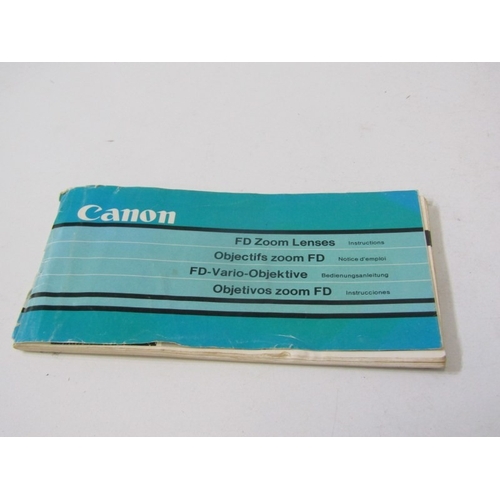 Canon
FD Zoom Lenses Instructions
Objectifs zoom FD Notice d'emploi
FD-Vario-Objektive Bedienungsanleitung
Objetivos zoom FD Instrucciones